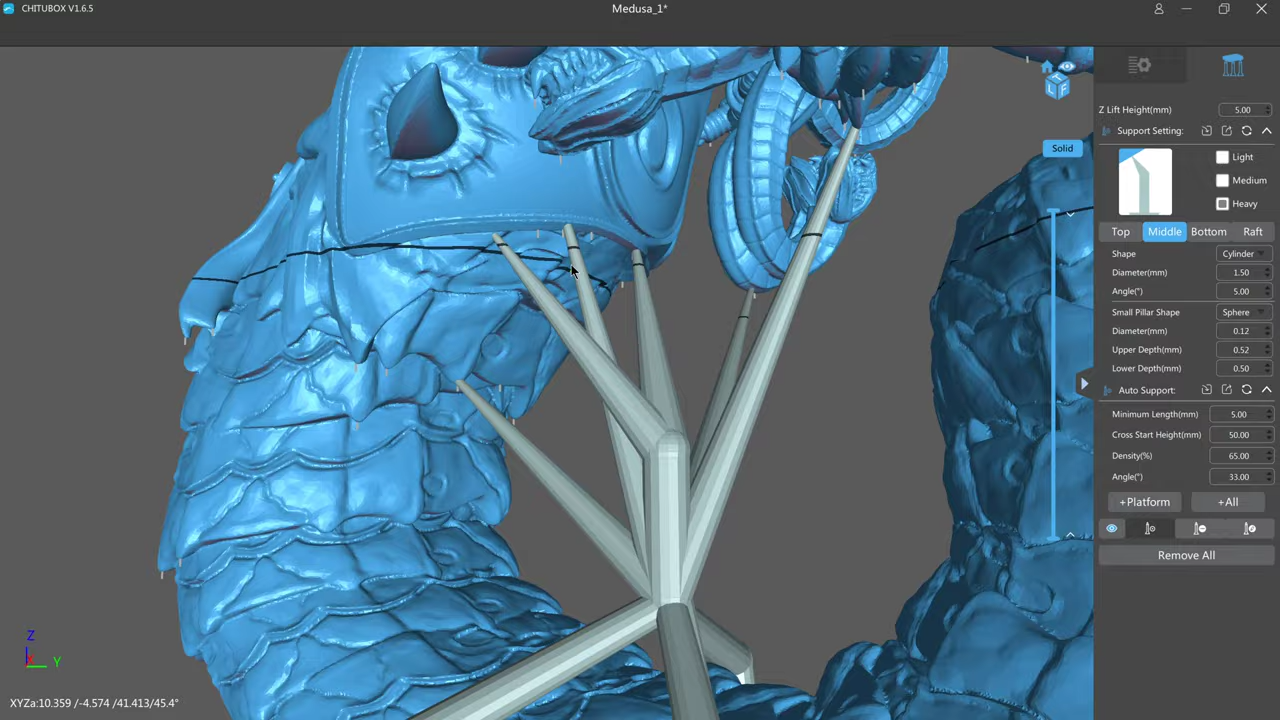 CHITUBOX V1.6.5
Medusa_1*
Z Lift Height(mm) 5.00
Support Setting:
Solid
Light
Medium
Heavy
Top Middle Bottom Raft
Shape Cylinder
Diameter(mm) 1.50
Angle(°) 5.00
Small Pillar Shape Sphere
Diameter(mm) 0.12
Upper Depth(mm) 0.52
Lower Depth(mm) 0.50
Auto Support:
Minimum Length(mm) 5.00
Cross Start Height(mm) 50.00
Density(%) 65.00
Angle(°) 33.00
+Platform +All
Remove All
Z
Y
XYZa:10.359 /-4.574 /41.413/45.4°